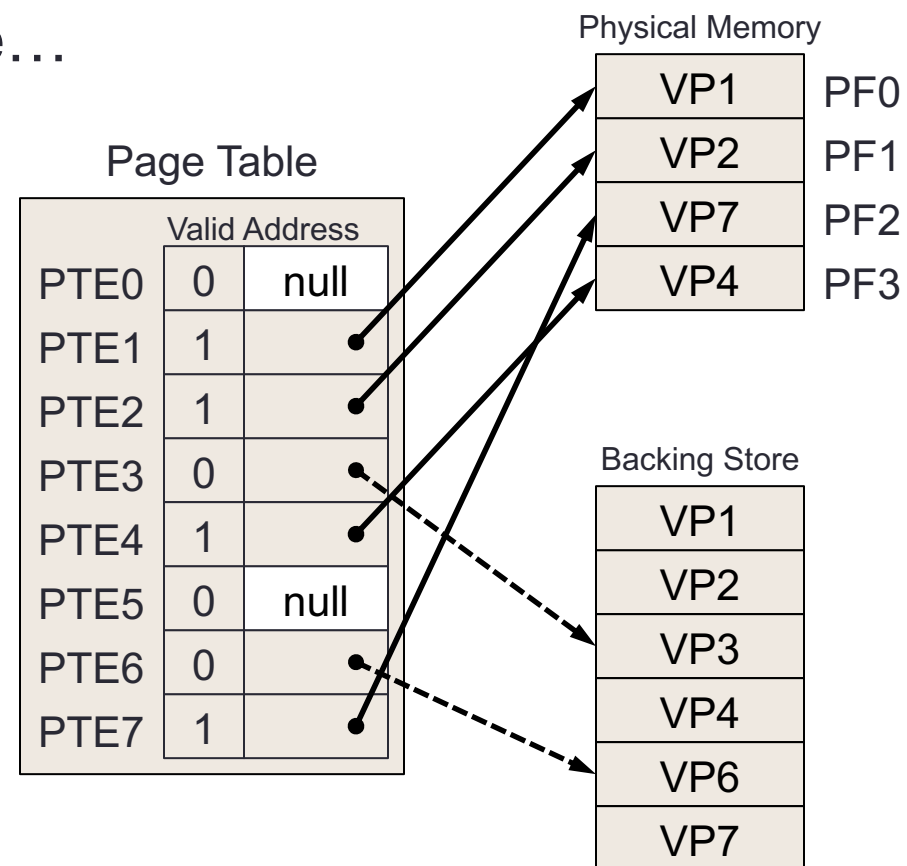 e…
Page Table
Valid Address
PTE0 0 null
PTE1 1
PTE2 1
PTE3 0
PTE4 1
PTE5 0 null
PTE6 0
PTE7 1
Physical Memory
VP1 PF0
VP2 PF1
VP7 PF2
VP4 PF3
Backing Store
VP1
VP2
VP3
VP4
VP6
VP7